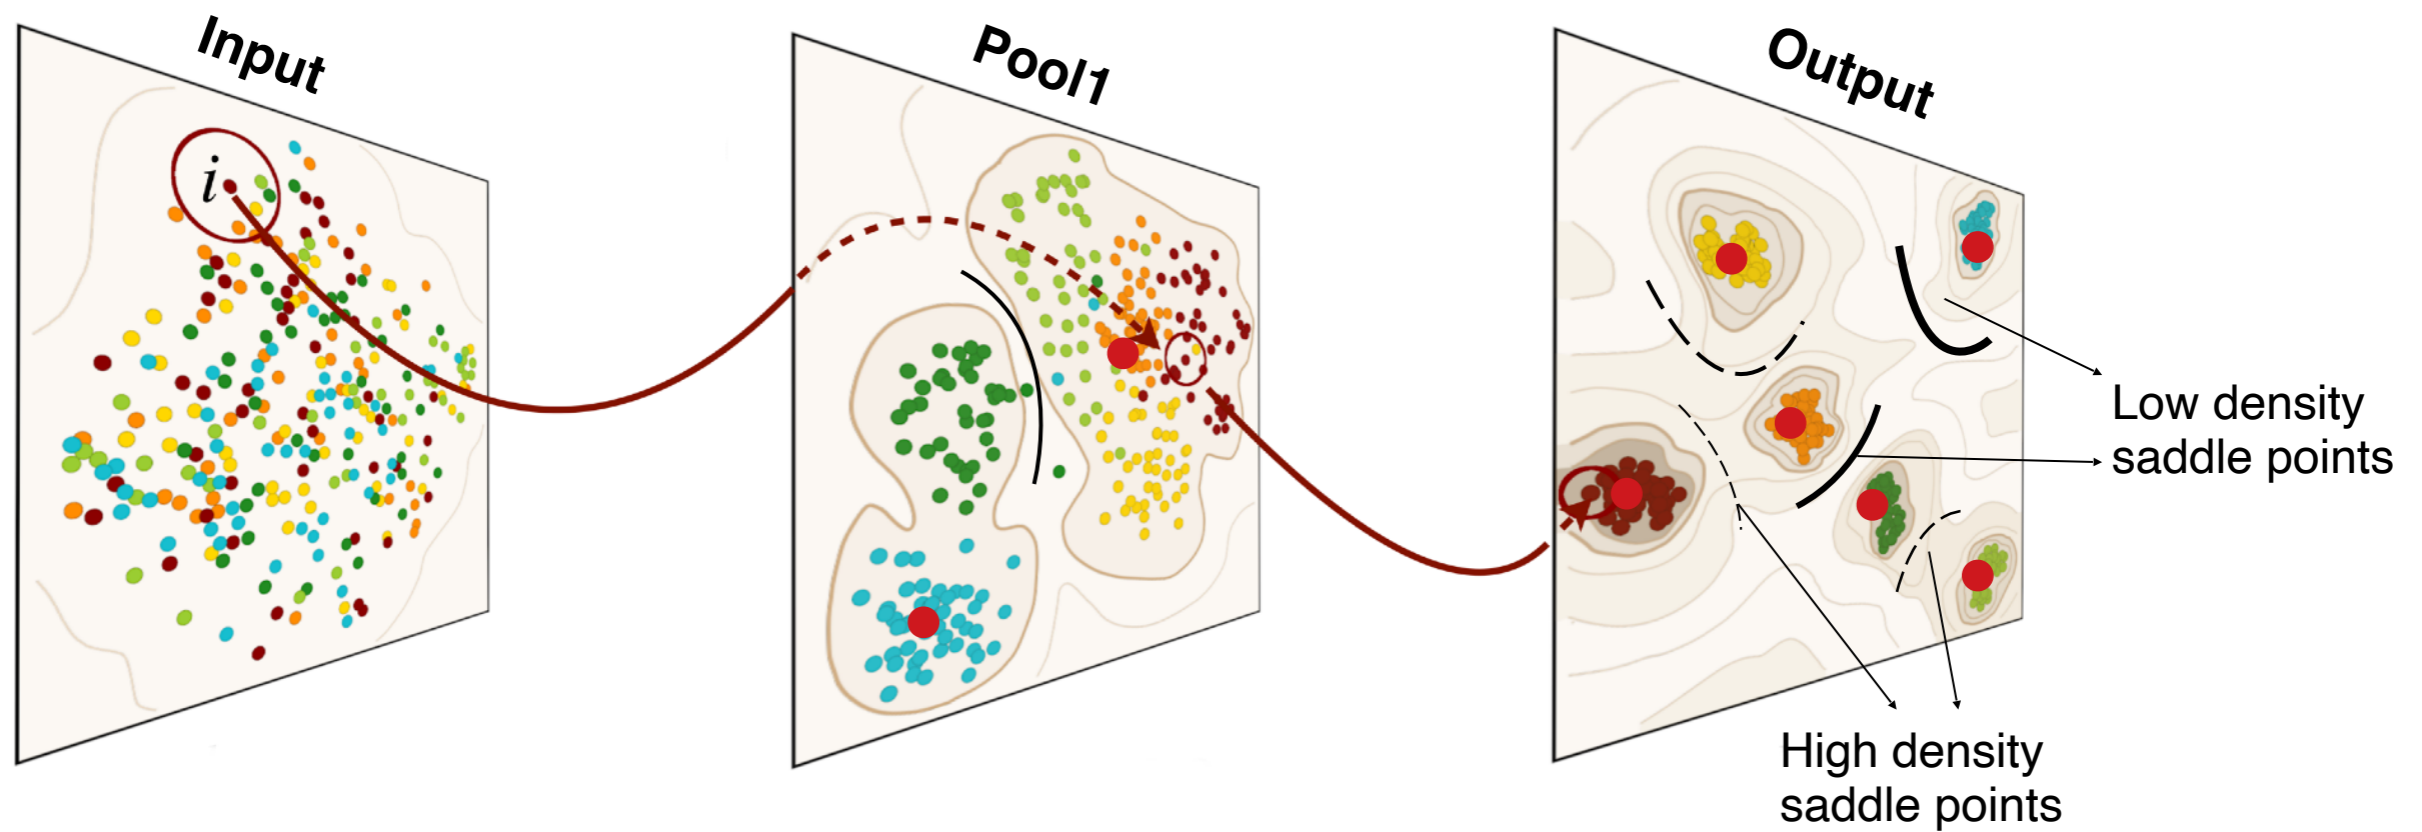 Input
Pool1
Output
i
Low density
saddle points
High density
saddle points